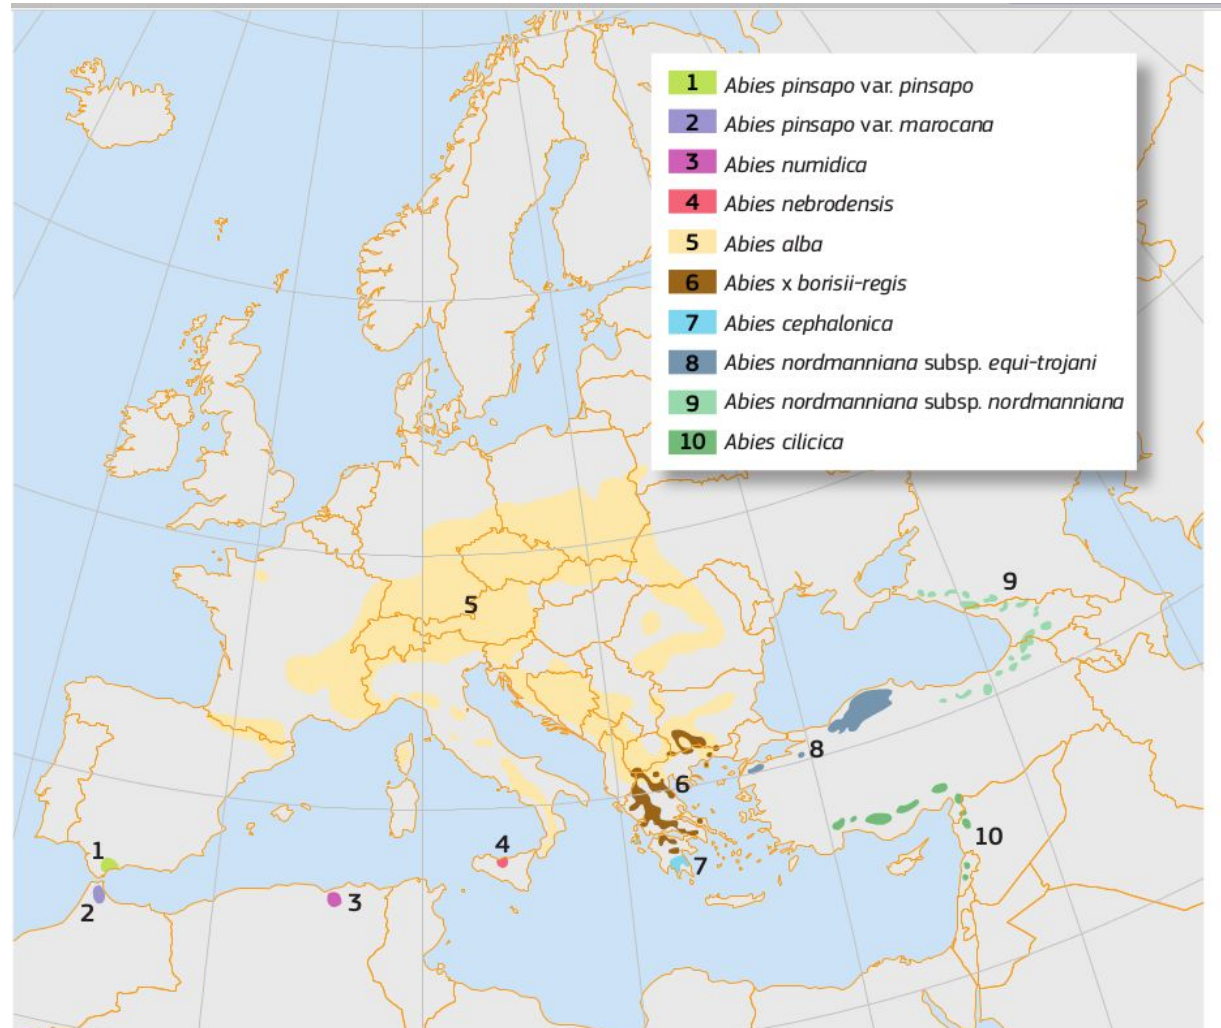 1 Abies pinsapo var. pinsapo
2 Abies pinsapo var. marocana
3 Abies numidica
4 Abies nebrodensis
5 Abies alba
6 Abies x borisii-regis
7 Abies cephalonica
8 Abies nordmanniana subsp. equi-trojani
9 Abies nordmanniana subsp. nordmanniana
10 Abies cilicica
9
5
8
6
10
4
7
1
3
2